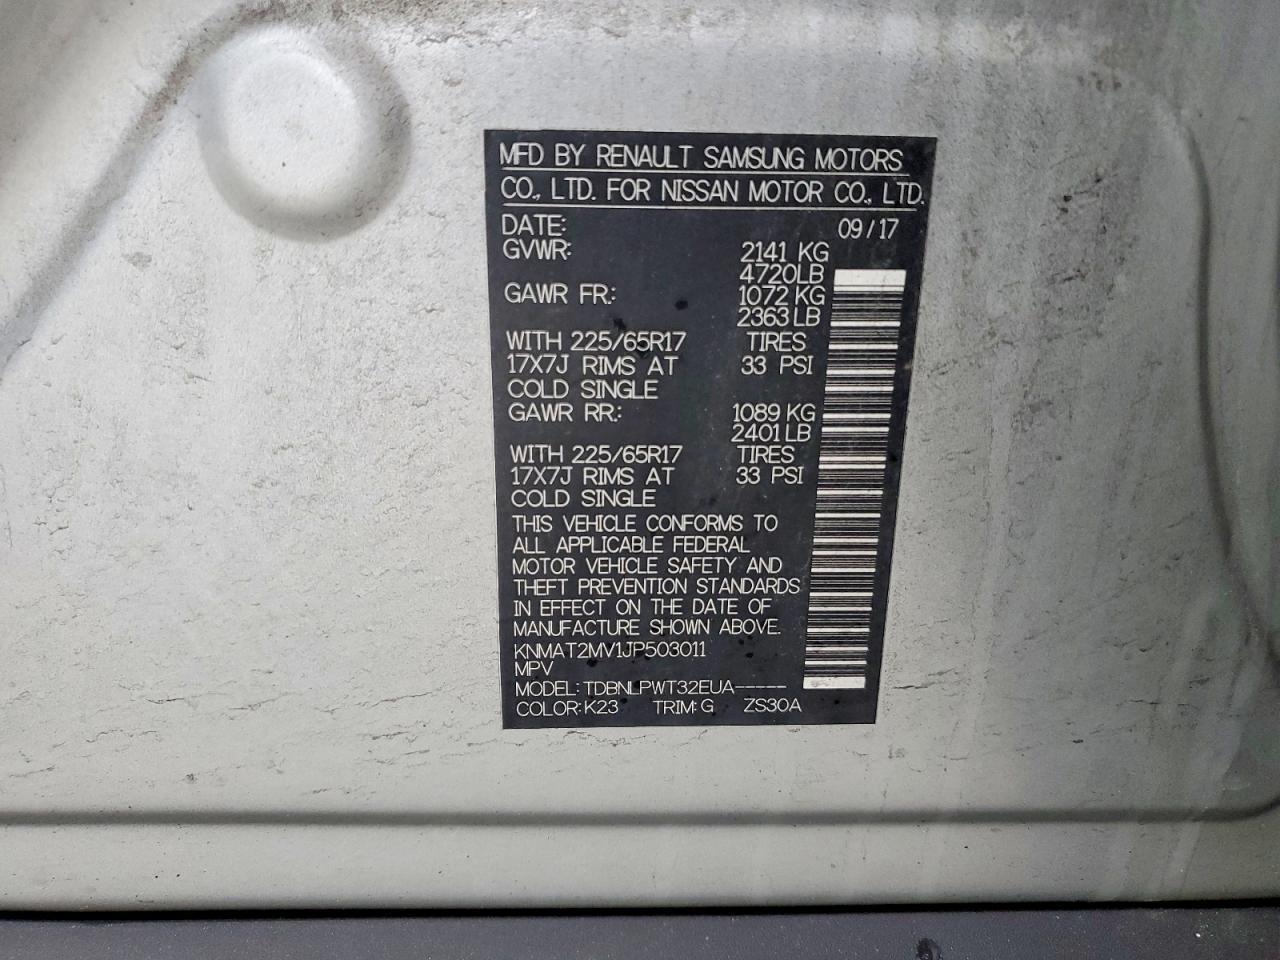 MFD BY RENAULT SAMSUNG MOTORS
CO., LTD. FOR NISSAN MOTOR CO., LTD.
DATE: 09/17
GVWR: 2141 KG
4720LB
GAWR FR.: 1072 KG
2363 LB
WITH 225/65R17 TIRES
17X7J RIMS AT 33 PSI
COLD SINGLE
GAWR RR.: 1089 KG
2401 LB
WITH 225/65R17 TIRES
17X7J RIMS AT 33 PSI
COLD SINGLE
THIS VEHICLE CONFORMS TO
ALL APPLICABLE FEDERAL
MOTOR VEHICLE SAFETY AND
THEFT PREVENTION STANDARDS
IN EFFECT ON THE DATE OF
MANUFACTURE SHOWN ABOVE.
KNMAT2MV1JP503011
MPV
MODEL: TDBNLPWT32EUA-----
COLOR: K23 TRIM: G ZS30A